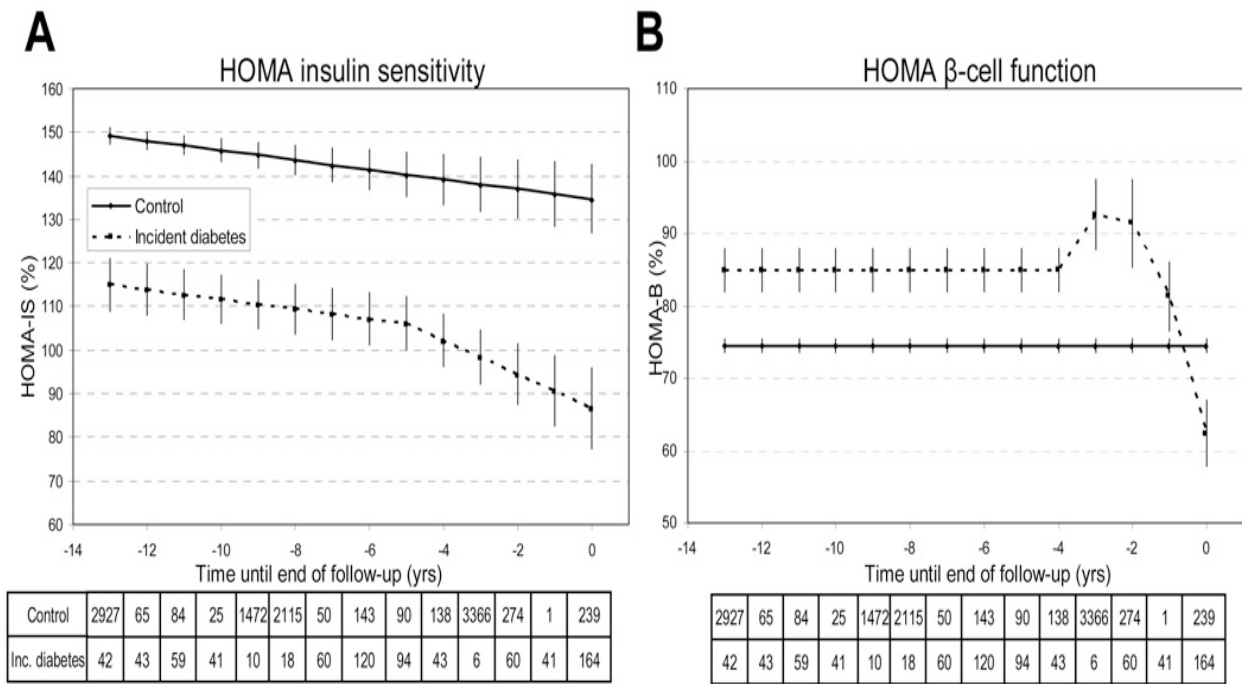 A
HOMA insulin sensitivity
160
150
140
130
120
110
100
90
80
70
60
HOMA-IS (%)
Control
Incident diabetes
-14 -12 -10 -8 -6 -4 -2 0
Time until end of follow-up (yrs)
Control 2927 65 84 25 1472 2115 50 143 90 138 3366 274 1 239
Inc. diabetes 42 43 59 41 10 18 60 120 94 43 6 60 41 164
B
HOMA β-cell function
110
100
90
80
70
60
50
HOMA-B (%)
-14 -12 -10 -8 -6 -4 -2 0
Time until end of follow-up (yrs)
2927 65 84 25 1472 2115 50 143 90 138 3366 274 1 239
42 43 59 41 10 18 60 120 94 43 6 60 41 164